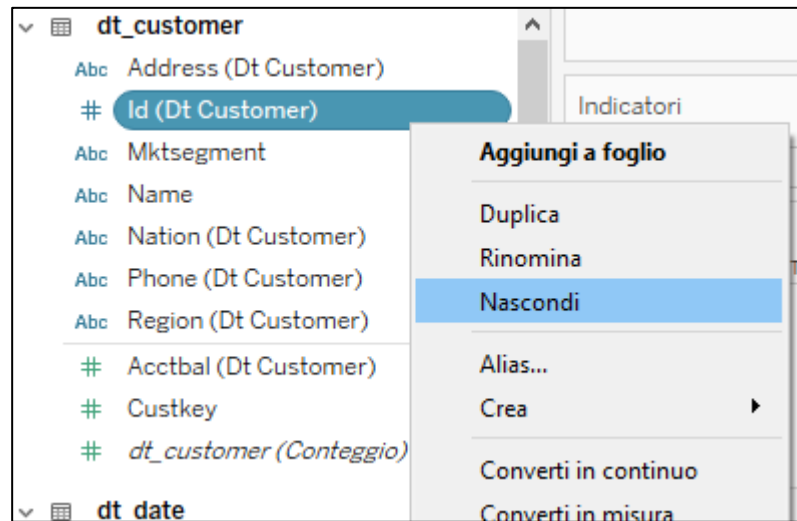 dt_customer
Abc Address (Dt Customer)
# Id (Dt Customer)
Abc Mktsegment
Abc Name
Abc Nation (Dt Customer)
Abc Phone (Dt Customer)
Abc Region (Dt Customer)
# Acctbal (Dt Customer)
# Custkey
# dt_customer (Conteggio)
dt_date
Indicatori
Aggiungi a foglio
Duplica
Rinomina
Nascondi
Alias...
Crea
Converti in continuo
Converti in misura